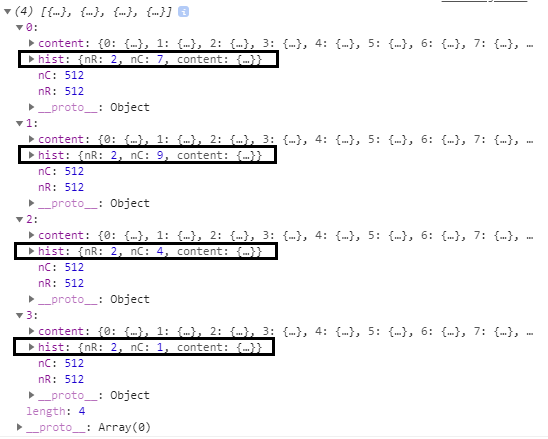 ▼ (4) [{…}, {…}, {…}, {…}] i
▼ 0:
▶ content: {0: {…}, 1: {…}, 2: {…}, 3: {…}, 4: {…}, 5: {…}, 6: {…}, 7: {…}, …
▶ hist: {nR: 2, nC: 7, content: {…}}
nC: 512
nR: 512
▶ __proto__: Object
▼ 1:
▶ content: {0: {…}, 1: {…}, 2: {…}, 3: {…}, 4: {…}, 5: {…}, 6: {…}, 7: {…}, …
▶ hist: {nR: 2, nC: 9, content: {…}}
nC: 512
nR: 512
▶ __proto__: Object
▼ 2:
▶ content: {0: {…}, 1: {…}, 2: {…}, 3: {…}, 4: {…}, 5: {…}, 6: {…}, 7: {…}, …
▶ hist: {nR: 2, nC: 4, content: {…}}
nC: 512
nR: 512
▶ __proto__: Object
▼ 3:
▶ content: {0: {…}, 1: {…}, 2: {…}, 3: {…}, 4: {…}, 5: {…}, 6: {…}, 7: {…}, …
▶ hist: {nR: 2, nC: 1, content: {…}}
nC: 512
nR: 512
▶ __proto__: Object
length: 4
▶ __proto__: Array(0)